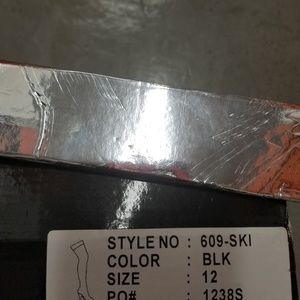 STYLE NO : 609-SKI
COLOR : BLK
SIZE : 12
PO# : 1238S